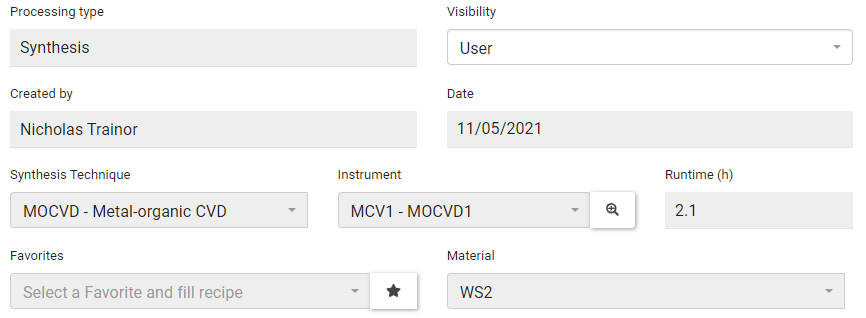 Processing type
Visibility
Synthesis
User
Created by
Date
Nicholas Trainor
11/05/2021
Synthesis Technique
Instrument
Runtime (h)
MOCVD - Metal-organic CVD
MCV1 - MOCVD1
2.1
Favorites
Material
Select a Favorite and fill recipe
WS2